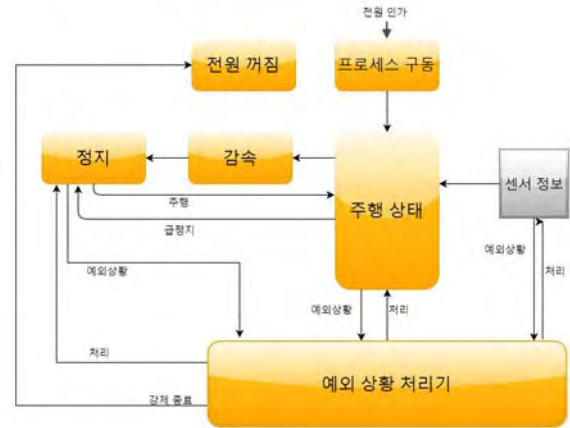 전원 인가
전원 꺼짐
프로세스 구동
정지
감속
주행 상태
센서 정보
주행
급정지
예외상황
예외상황
처리
예외상황
처리
처리
예외 상황 처리기
강제 종료